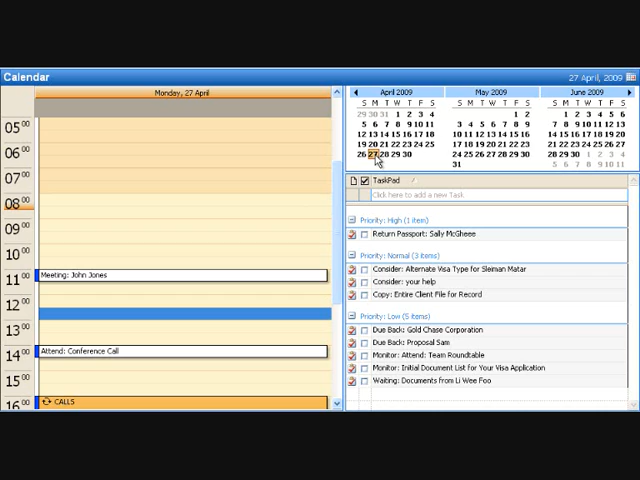 Calendar
27 April, 2009
Monday, 27 April
05 00
06 00
07 00
08 00
09 00
10 00
11 00
Meeting: John Jones
12 00
13 00
14 00
Attend: Conference Call
15 00
16 00
CALLS
April 2009
S M T W T F S
29 30 31 1 2 3 4
5 6 7 8 9 10 11
12 13 14 15 16 17 18
19 20 21 22 23 24 25
26 27 28 29 30
May 2009
S M T W T F S
1 2
3 4 5 6 7 8 9
10 11 12 13 14 15 16
17 18 19 20 21 22 23
24 25 26 27 28 29 30
31
June 2009
S M T W T F S
1 2 3 4 5 6
7 8 9 10 11 12 13
14 15 16 17 18 19 20
21 22 23 24 25 26 27
28 29 30 1 2 3 4
5 6 7 8 9 10 11
TaskPad
Click here to add a new Task
Priority: High (1 item)
Return Passport: Sally McGheee
Priority: Normal (3 items)
Consider: Alternate Visa Type for Sleiman Matar
Consider: your help
Copy: Entire Client File for Record
Priority: Low (5 items)
Due Back: Gold Chase Corporation
Due Back: Proposal Sam
Monitor: Attend: Team Roundtable
Monitor: Initial Document List for Your Visa Application
Waiting: Documents from Li Wee Foo